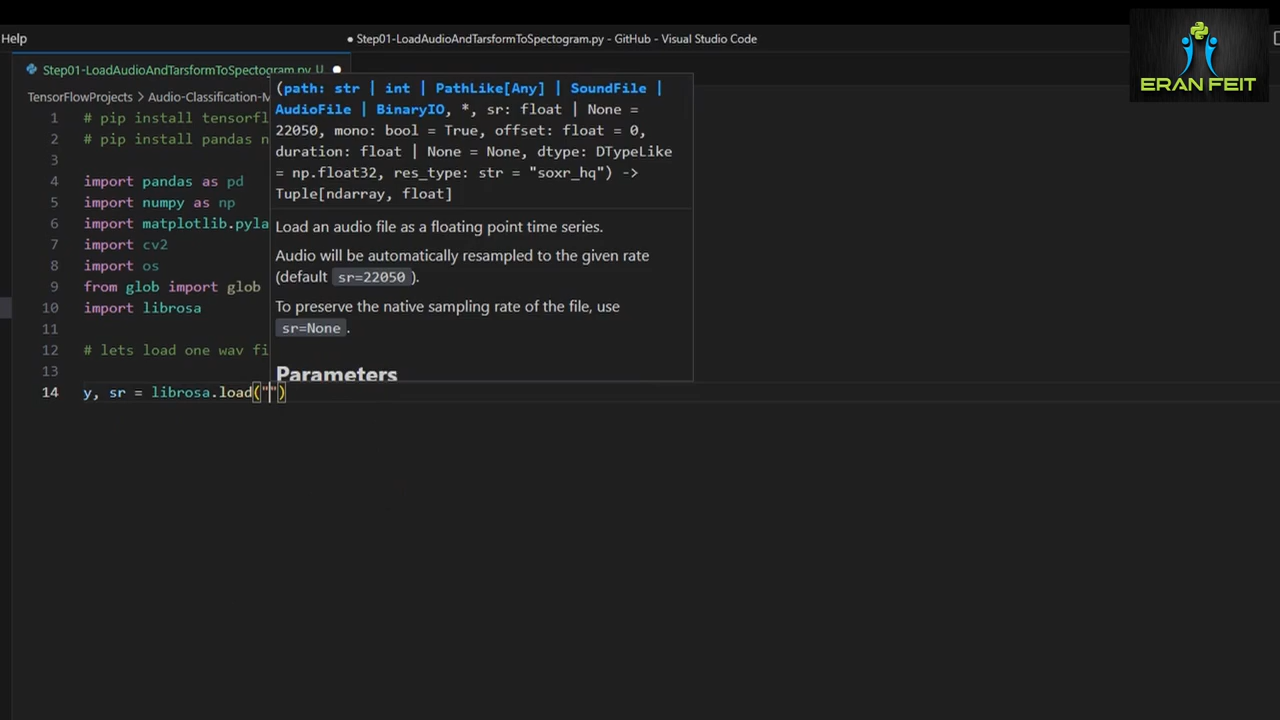 Help
● Step01-LoadAudioAndTarsformToSpectogram.py - GitHub - Visual Studio Code
ERAN FEIT
Step01-LoadAudioAndTarsformToSpectogram.py U
TensorFlowProjects > Audio-Classification-M
(path: str | int | PathLike[Any] | SoundFile |
AudioFile | BinaryIO, *, sr: float | None =
22050, mono: bool = True, offset: float = 0,
duration: float | None = None, dtype: DTypeLike
= np.float32, res_type: str = "soxr_hq") ->
Tuple[ndarray, float]
Load an audio file as a floating point time series.
Audio will be automatically resampled to the given rate
(default sr=22050 ).
To preserve the native sampling rate of the file, use
sr=None .
Parameters
1 # pip install tensorfl
2 # pip install pandas n
3
4 import pandas as pd
5 import numpy as np
6 import matplotlib.pyla
7 import cv2
8 import os
9 from glob import glob
10 import librosa
11
12 # lets load one wav fi
13
14 y, sr = librosa.load("")